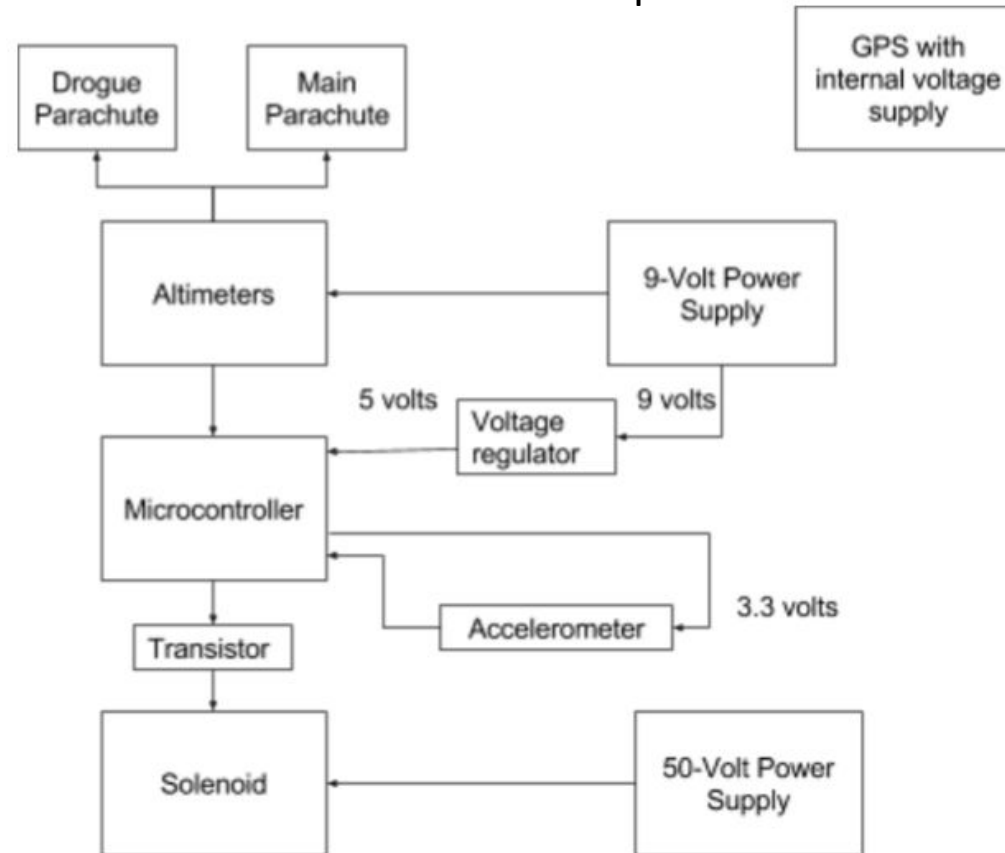 GPS with
internal voltage
supply
Drogue
Parachute
Main
Parachute
Altimeters
9-Volt Power
Supply
5 volts
9 volts
Voltage
regulator
Microcontroller
3.3 volts
Accelerometer
Transistor
Solenoid
50-Volt Power
Supply